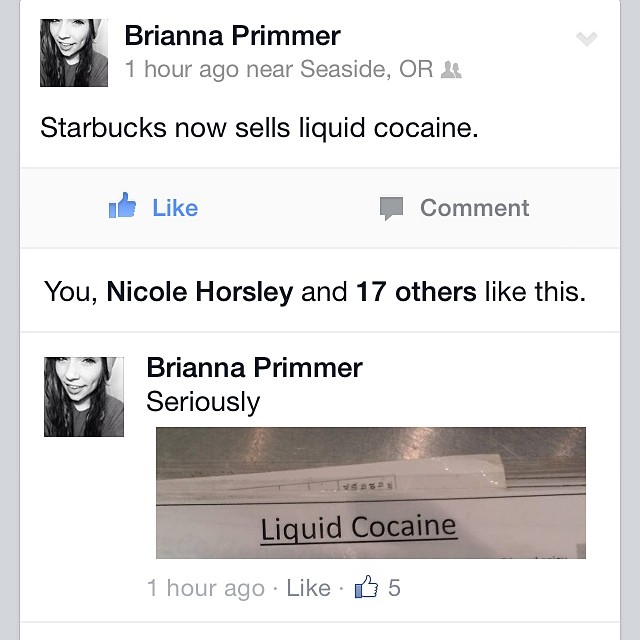 Brianna Primmer
1 hour ago near Seaside, OR
Starbucks now sells liquid cocaine.
Like
Comment
You, Nicole Horsley and 17 others like this.
Brianna Primmer
Seriously
Liquid Cocaine
1 hour ago · Like · 5